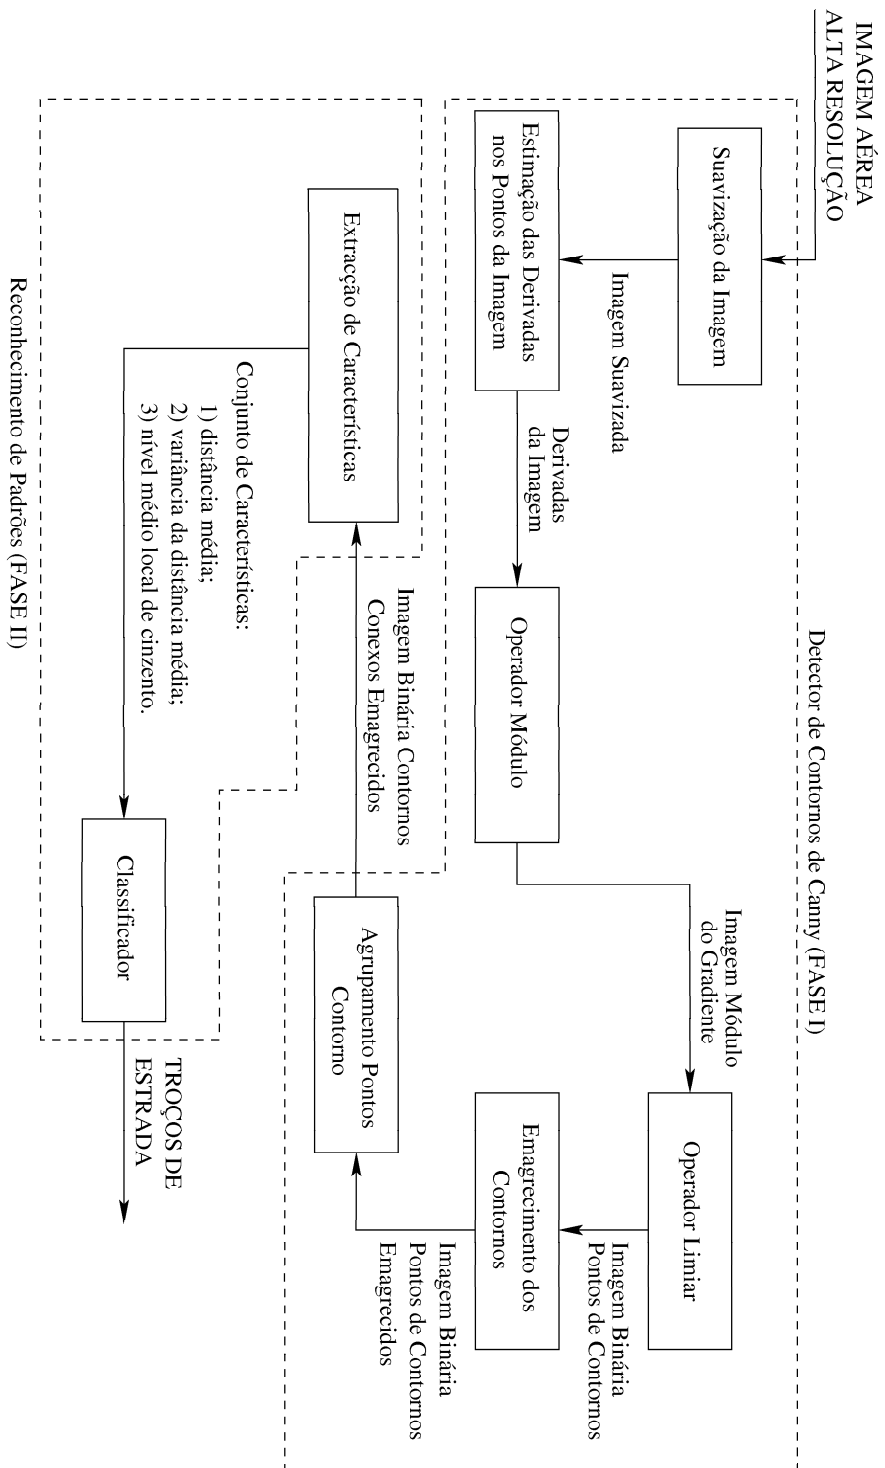 IMAGEM AÉREA
ALTA RESOLUÇÃO
Detector de Contornos de Canny (FASE I)
Suavização da Imagem
Imagem Suavizada
Estimação das Derivadas
nos Pontos da Imagem
Derivadas
da Imagem
Operador Módulo
Imagem Módulo
do Gradiente
Operador Limiar
Imagem Binária
Pontos de Contornos
Emagrecimento dos
Contornos
Imagem Binária
Pontos de Contornos
Emagrecidos
Agrupamento Pontos
Contorno
Imagem Binária Contornos
Conexos Emagrecidos
Extracção de Características
Conjunto de Características:
1) distância média;
2) variância da distância média;
3) nível médio local de cinzento.
Classificador
TROÇOS DE
ESTRADA
Reconhecimento de Padrões (FASE II)